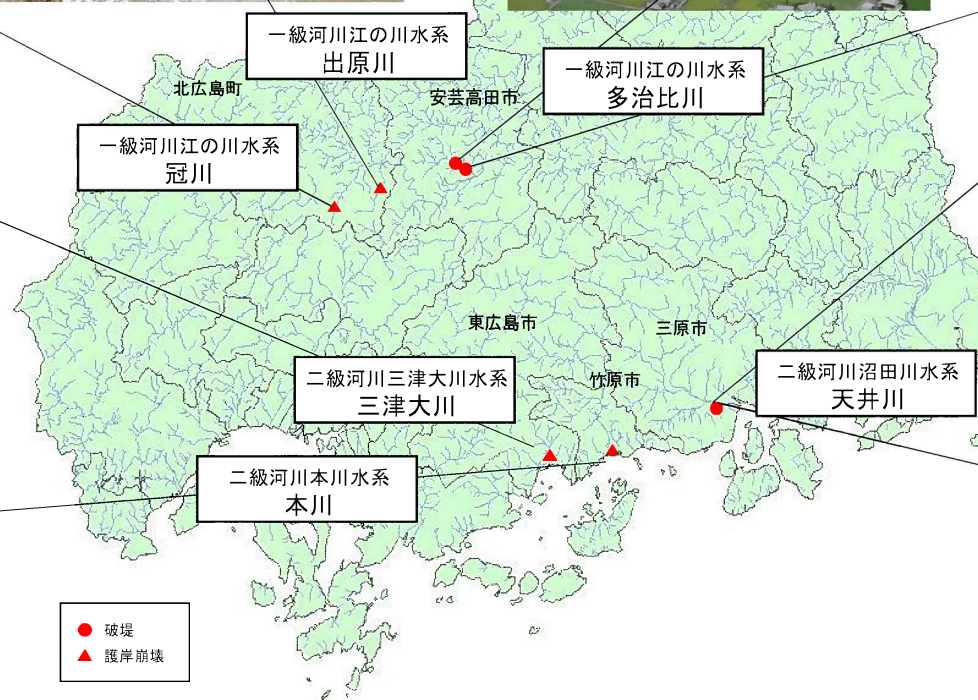 一級河川江の川水系
出原川
北広島町
安芸高田市
一級河川江の川水系
多治比川
一級河川江の川水系
冠川
東広島市
三原市
二級河川三津大川水系
三津大川
竹原市
二級河川沼田川水系
天井川
二級河川本川水系
本川
破堤
護岸崩壊